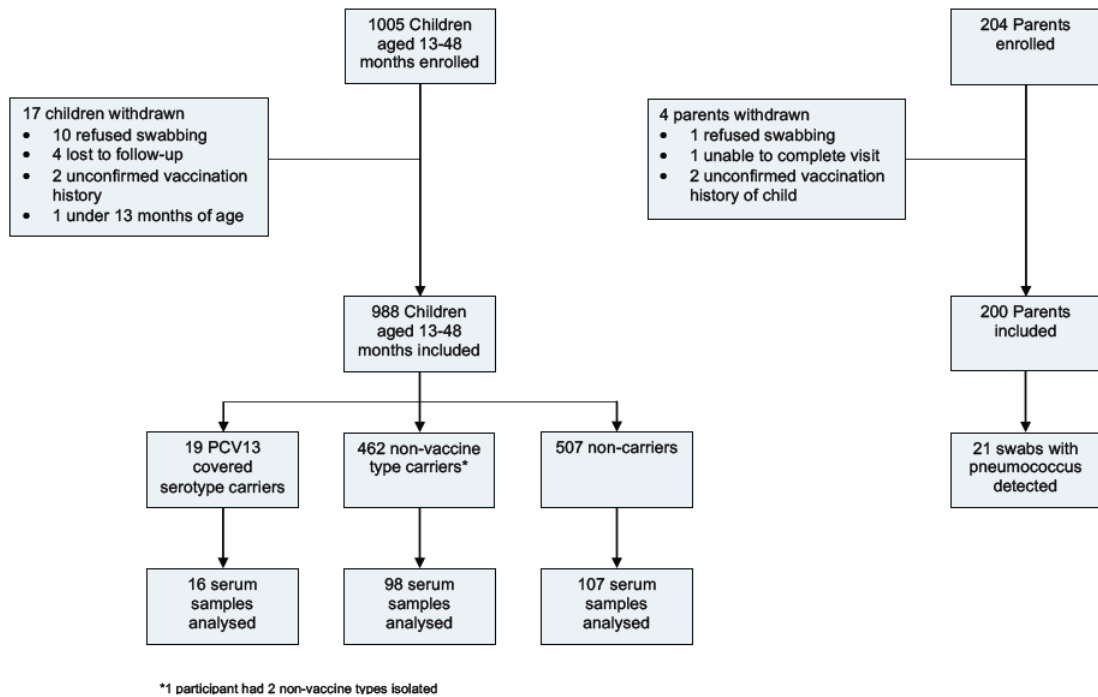 1005 Children
aged 13-48
months enrolled
17 children withdrawn
• 10 refused swabbing
• 4 lost to follow-up
• 2 unconfirmed vaccination
history
• 1 under 13 months of age
988 Children
aged 13-48
months included
19 PCV13
covered
serotype carriers
462 non-vaccine
type carriers*
507 non-carriers
16 serum
samples
analysed
98 serum
samples
analysed
107 serum
samples
analysed
204 Parents
enrolled
4 parents withdrawn
• 1 refused swabbing
• 1 unable to complete visit
• 2 unconfirmed vaccination
history of child
200 Parents
included
21 swabs with
pneumococcus
detected
*1 participant had 2 non-vaccine types isolated